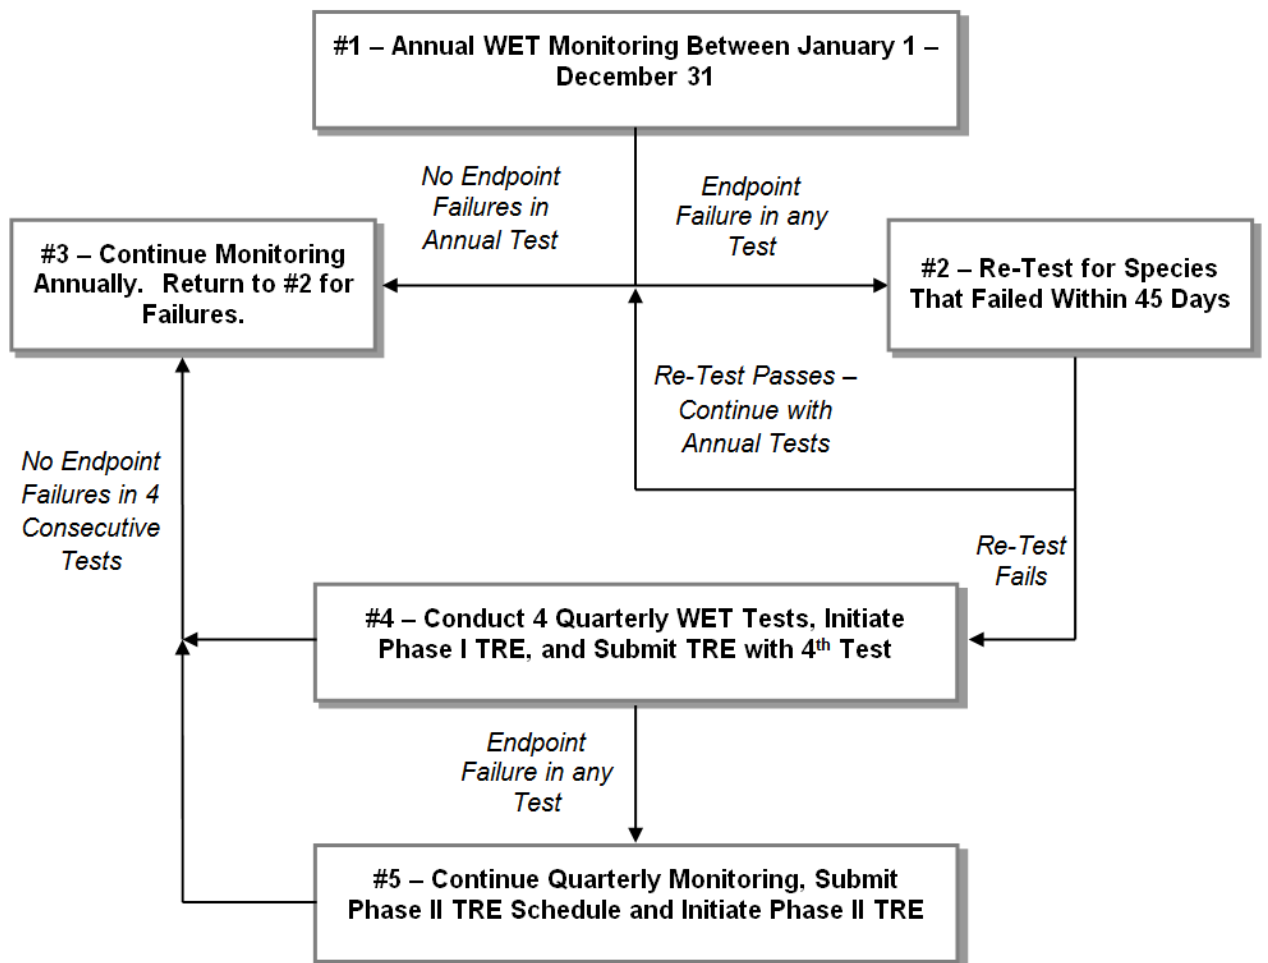 #1 – Annual WET Monitoring Between January 1 –
December 31
No Endpoint
Failures in
Annual Test
Endpoint
Failure in any
Test
#3 – Continue Monitoring
Annually.  Return to #2 for
Failures.
#2 – Re-Test for Species
That Failed Within 45 Days
Re-Test Passes –
Continue with
Annual Tests
No Endpoint
Failures in 4
Consecutive
Tests
Re-Test
Fails
#4 – Conduct 4 Quarterly WET Tests, Initiate
Phase I TRE, and Submit TRE with 4th Test
Endpoint
Failure in any
Test
#5 – Continue Quarterly Monitoring, Submit
Phase II TRE Schedule and Initiate Phase II TRE